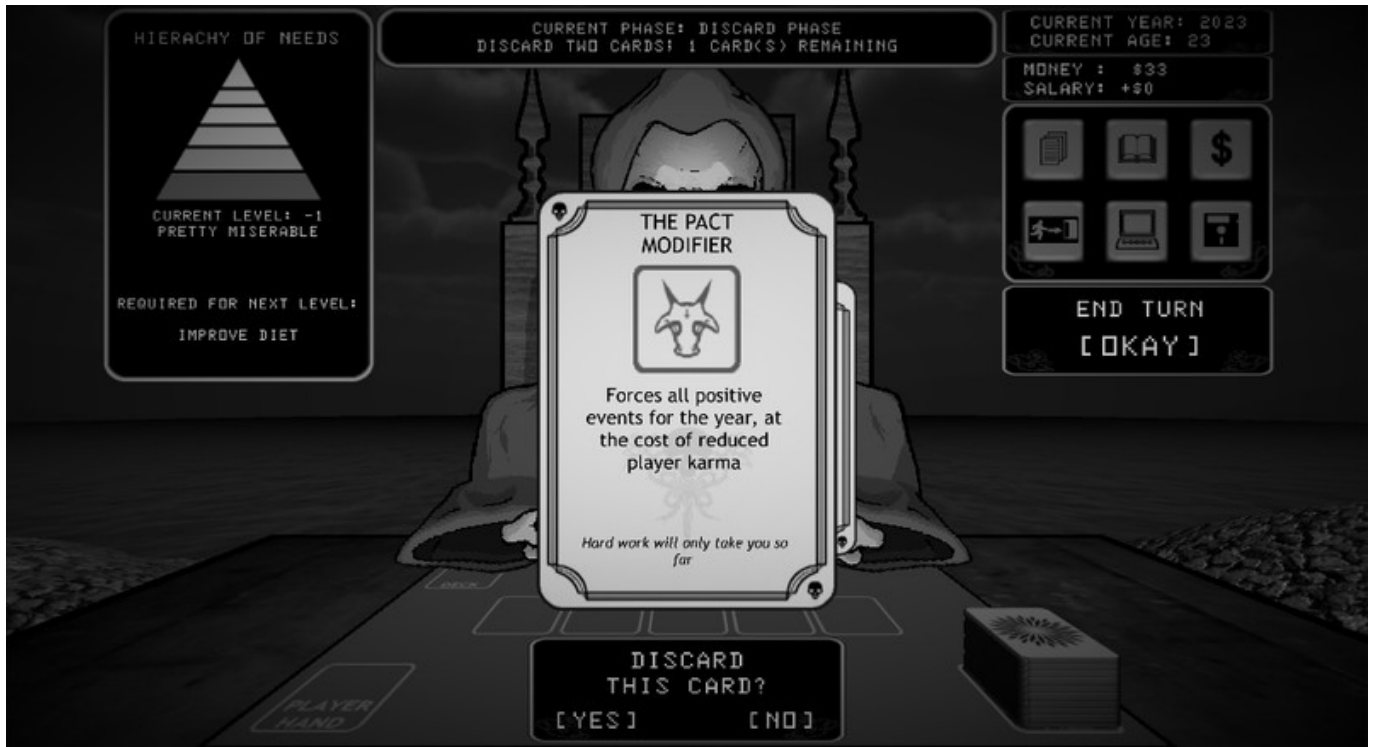 HIERACHY OF NEEDS
CURRENT LEVEL: -1
PRETTY MISERABLE
REQUIRED FOR NEXT LEVEL:
IMPROVE DIET
CURRENT PHASE: DISCARD PHASE
DISCARD TWO CARDS; 1 CARD(S) REMAINING
CURRENT YEAR: 2023
CURRENT AGE: 23
MONEY : $33
SALARY: +$0
$
END TURN
[OKAY]
THE PACT
MODIFIER
Forces all positive
events for the year, at
the cost of reduced
player karma
Hard work will only take you so
far
DECK
PLAYER
HAND
DISCARD
THIS CARD?
[YES] [NO]